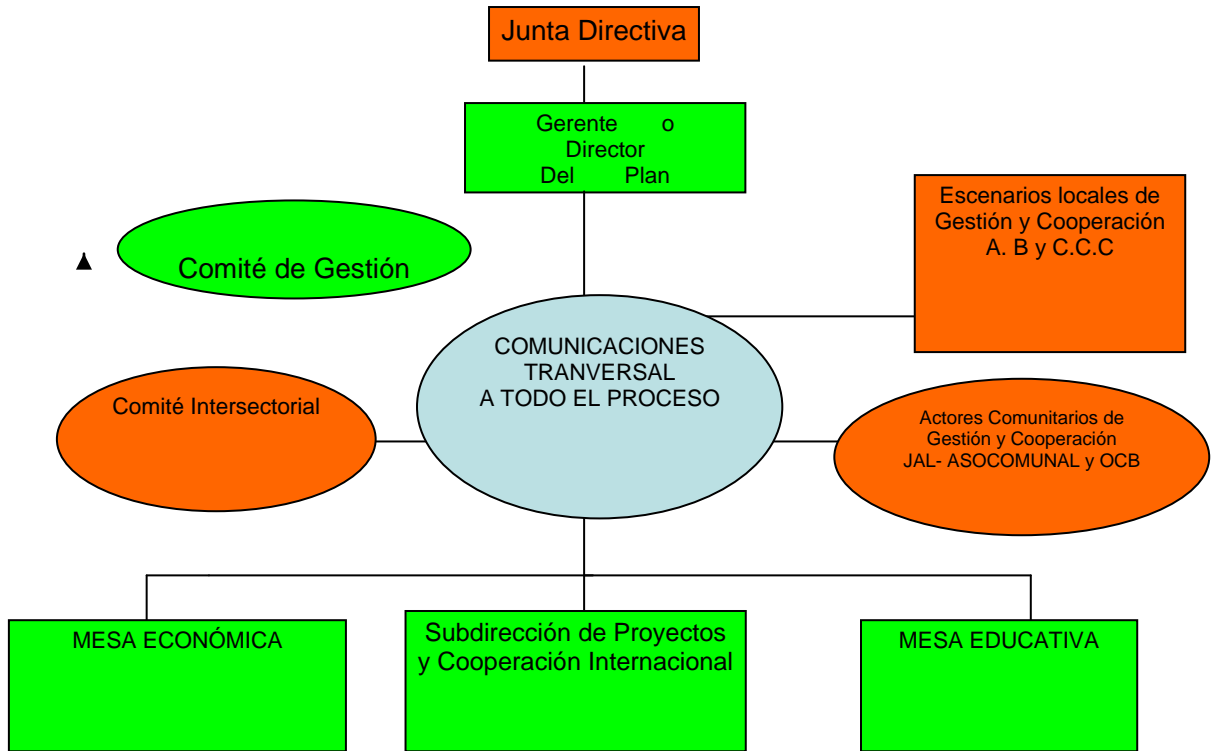 Junta Directiva
Gerente o
Director
Del Plan
Escenarios locales de
Gestión y Cooperación
A. B y C.C.C
Comité de Gestión
COMUNICACIONES
TRANVERSAL
A TODO EL PROCESO
Comité Intersectorial
Actores Comunitarios de
Gestión y Cooperación
JAL- ASOCOMUNAL y OCB
MESA ECONÓMICA
Subdirección de Proyectos
y Cooperación Internacional
MESA EDUCATIVA